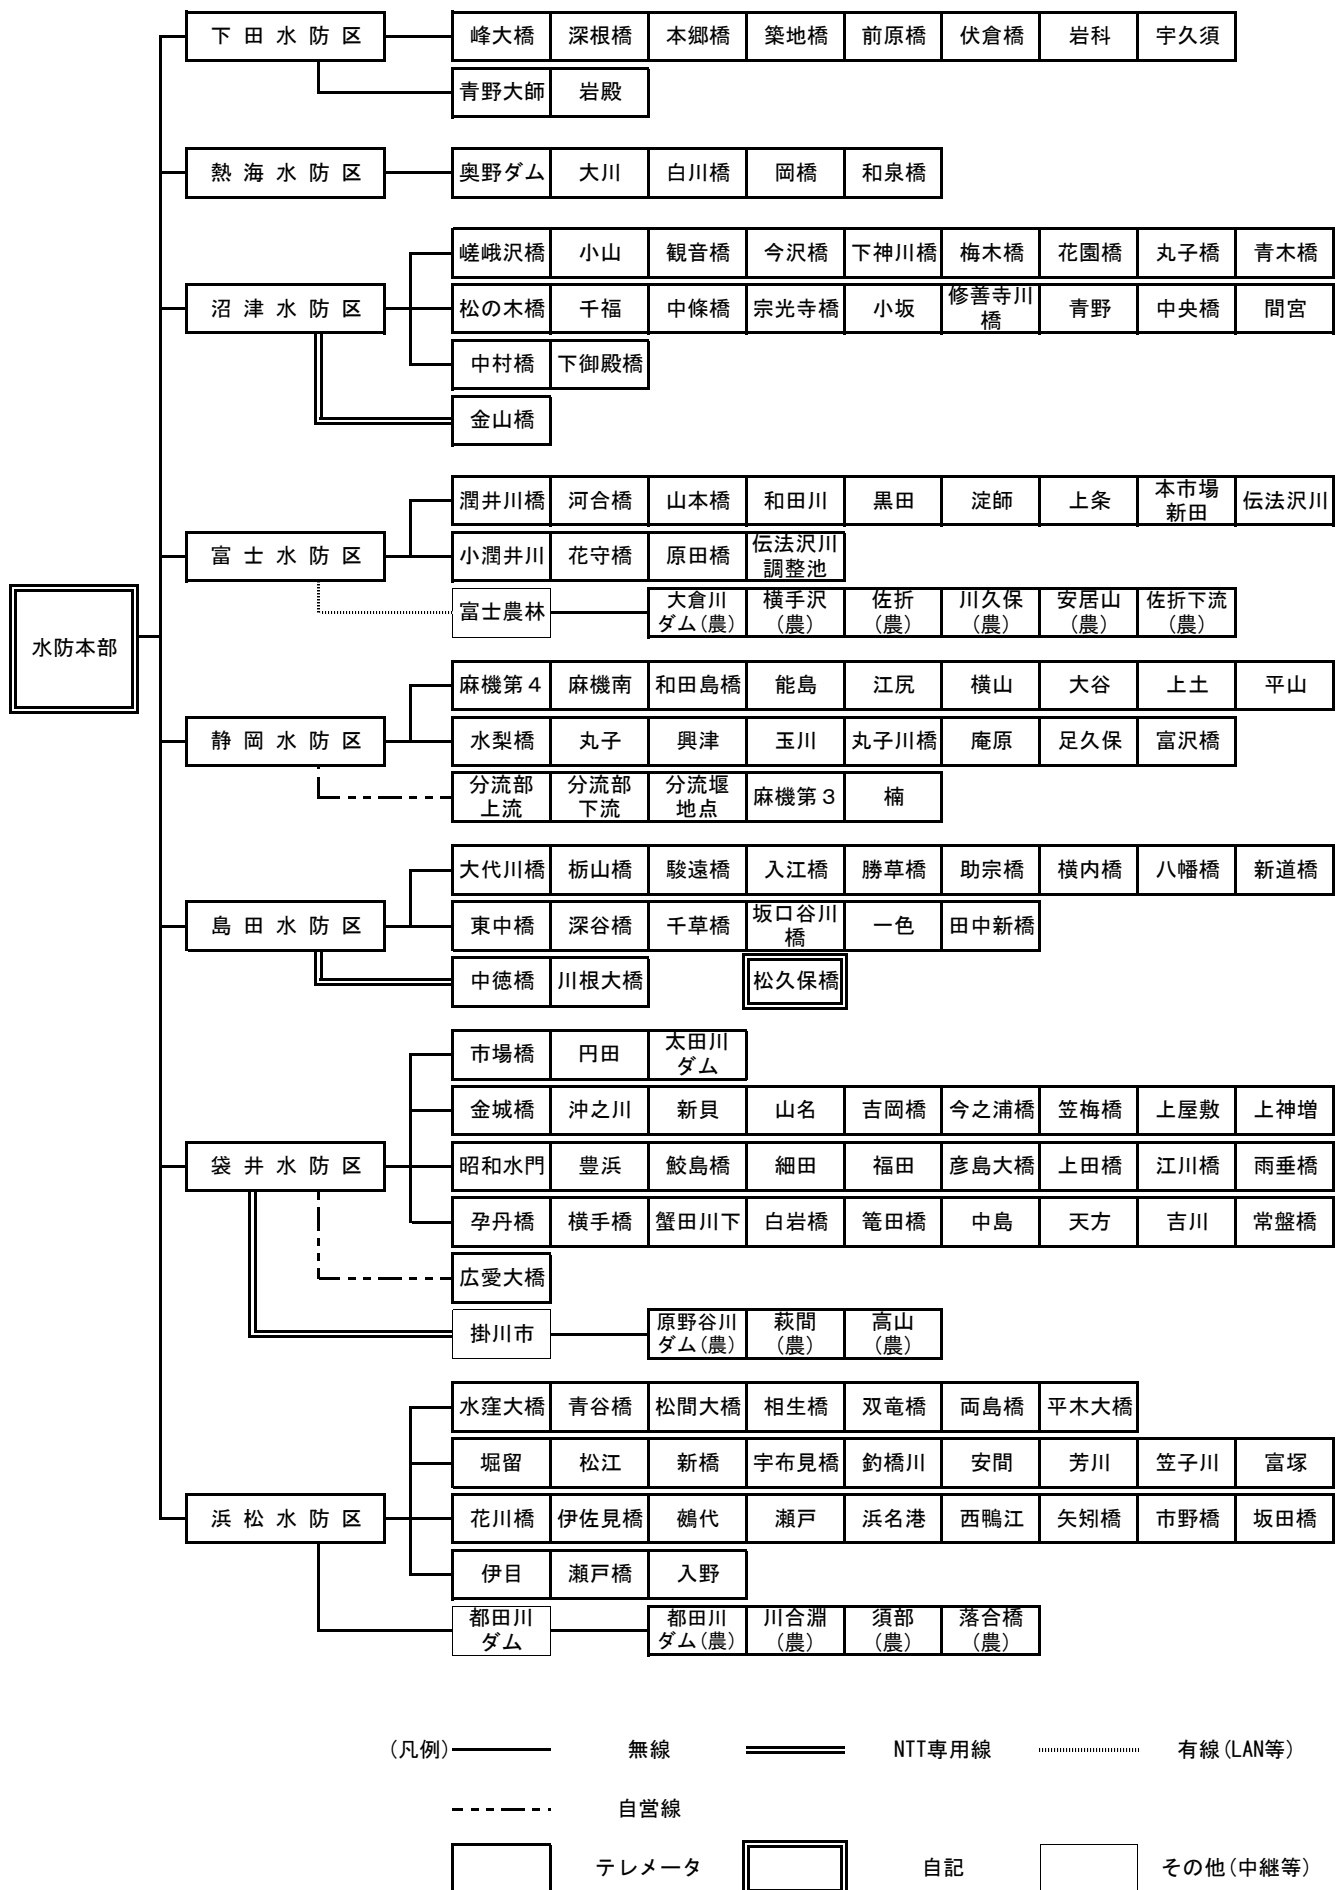 下田水防区 峰大橋 深根橋 本郷橋 築地橋 前原橋 伏倉橋 岩科 宇久須
青野大師 岩殿
熱海水防区 奥野ダム 大川 白川橋 岡橋 和泉橋
嵯峨沢橋 小山 観音橋 今沢橋 下神川橋 梅木橋 花園橋 丸子橋 青木橋
沼津水防区 松の木橋 千福 中條橋 宗光寺橋 小坂 修善寺川橋 青野 中央橋 間宮
中村橋 下御殿橋
金山橋
潤井川橋 河合橋 山本橋 和田川 黒田 淀師 上条 本市場新田 伝法沢川
富士水防区 小潤井川 花守橋 原田橋 伝法沢川調整池
富士農林 大倉川ダム(農) 横手沢(農) 佐折(農) 川久保(農) 安居山(農) 佐折下流(農)
水防本部
麻機第4 麻機南 和田島橋 能島 江尻 横山 大谷 上土 平山
静岡水防区 水梨橋 丸子 興津 玉川 丸子川橋 庵原 足久保 富沢橋
分流部上流 分流部下流 分流堰地点 麻機第3 楠
大代川橋 栃山橋 駿遠橋 入江橋 勝草橋 助宗橋 横内橋 八幡橋 新道橋
島田水防区 東中橋 深谷橋 千草橋 坂口谷川橋 一色 田中新橋
中徳橋 川根大橋 松久保橋
市場橋 円田 太田川ダム
金城橋 沖之川 新貝 山名 吉岡橋 今之浦橋 笠梅橋 上屋敷 上神増
袋井水防区 昭和水門 豊浜 鮫島橋 細田 福田 彦島大橋 上田橋 江川橋 雨垂橋
孕丹橋 横手橋 蟹田川下 白岩橋 篭田橋 中島 天方 吉川 常盤橋
広愛大橋
掛川市 原野谷川ダム(農) 萩間(農) 高山(農)
水窪大橋 青谷橋 松間大橋 相生橋 双竜橋 両島橋 平木大橋
堀留 松江 新橋 宇布見橋 釣橋川 安間 芳川 笠子川 富塚
浜松水防区 花川橋 伊佐見橋 鵺代 瀬戸 浜名港 西鴨江 矢矧橋 市野橋 坂田橋
伊目 瀬戸橋 入野
都田川ダム 都田川ダム(農) 川合淵(農) 須部(農) 落合橋(農)
(凡例) 無線 NTT専用線 有線(LAN等)
自営線
テレメータ 自記 その他(中継等)